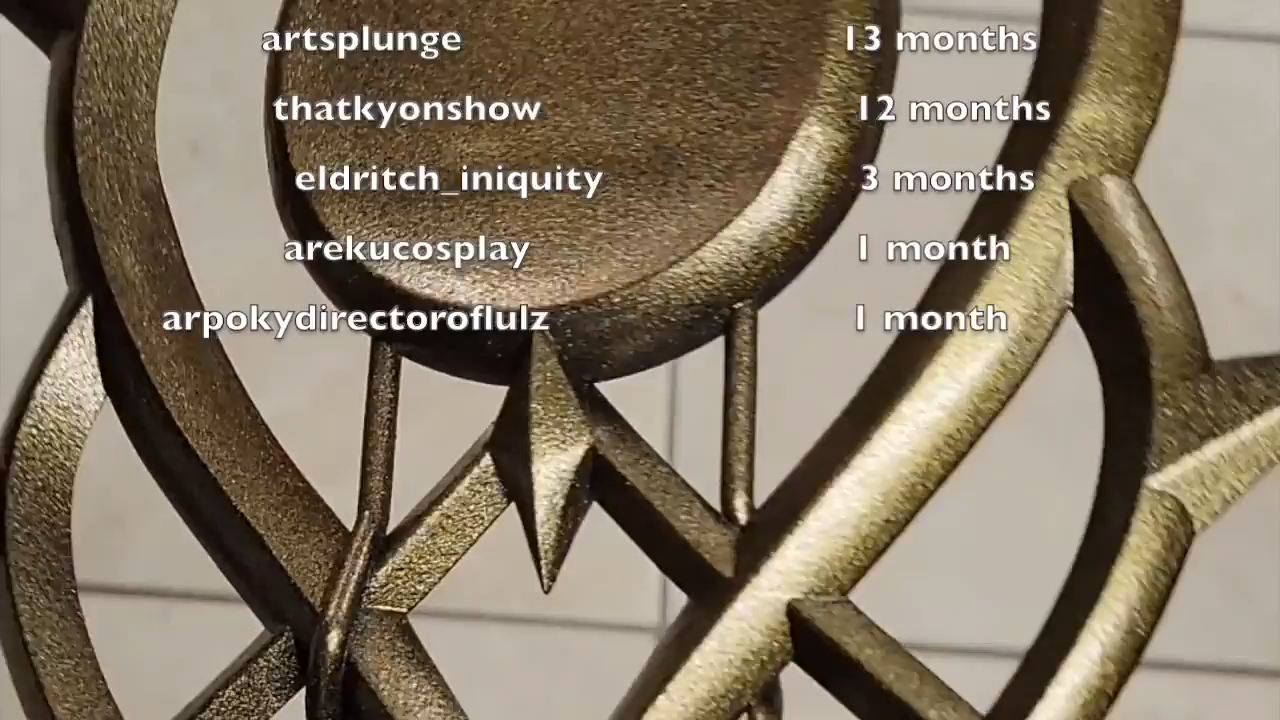 artsplunge 13 months
thatkyonshow 12 months
eldritch_iniquity 3 months
arekucosplay 1 month
arpokydirectoroflulz 1 month